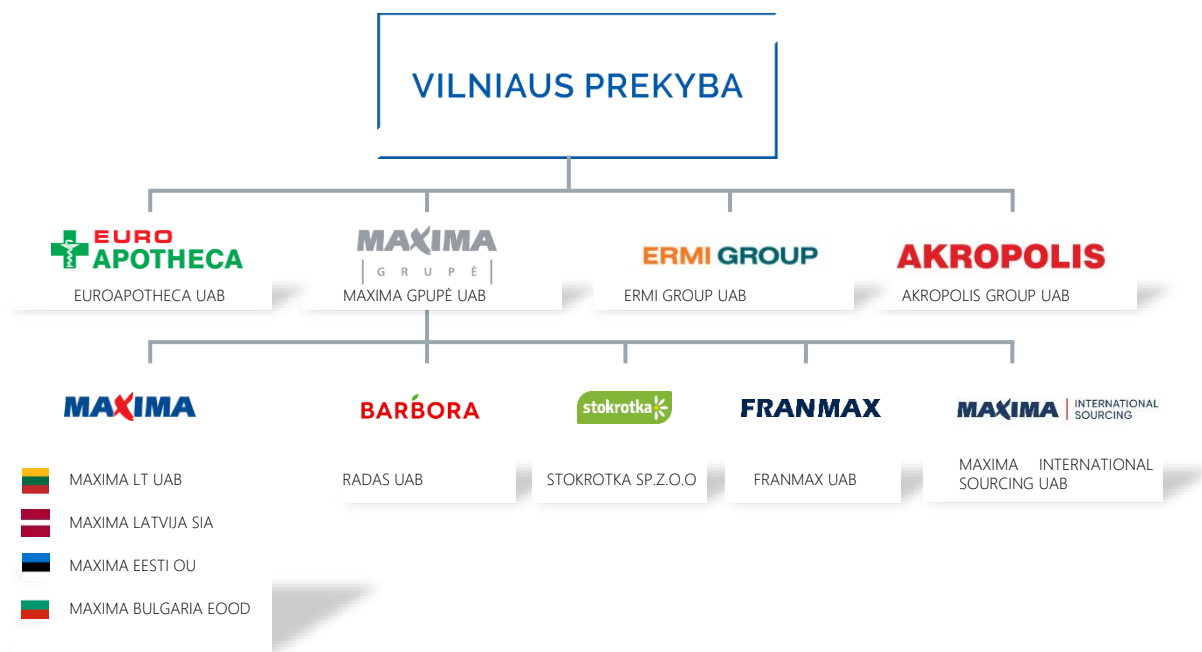 VILNIAUS PREKYBA
EURO
APOTHECA
EUROAPOTHECA UAB
MAXIMA
GRUPĖ
MAXIMA GPUPĖ UAB
ERMI GROUP
ERMI GROUP UAB
AKROPOLIS
AKROPOLIS GROUP UAB
MAXIMA
MAXIMA LT UAB
MAXIMA LATVIJA SIA
MAXIMA EESTI OU
MAXIMA BULGARIA EOOD
BARBORA
RADAS UAB
stokrotka
STOKROTKA SP.Z.O.O
FRANMAX
FRANMAX UAB
MAXIMA INTERNATIONAL
SOURCING
MAXIMA INTERNATIONAL
SOURCING UAB